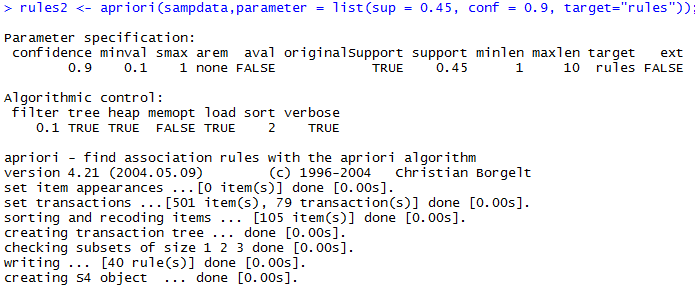 > rules2 <- apriori(sampdata,parameter = list(sup = 0.45, conf = 0.9, target="rules"));
Parameter specification:
confidence minval smax arem aval originalSupport support minlen maxlen target ext
0.9 0.1 1 none FALSE TRUE 0.45 1 10 rules FALSE
Algorithmic control:
filter tree heap memopt load sort verbose
0.1 TRUE TRUE FALSE TRUE 2 TRUE
apriori - find association rules with the apriori algorithm
version 4.21 (2004.05.09) (c) 1996-2004 Christian Borgelt
set item appearances ...[0 item(s)] done [0.00s].
set transactions ...[501 item(s), 79 transaction(s)] done [0.00s].
sorting and recoding items ... [105 item(s)] done [0.00s].
creating transaction tree ... done [0.00s].
checking subsets of size 1 2 3 done [0.00s].
writing ... [40 rule(s)] done [0.00s].
creating S4 object ... done [0.00s].